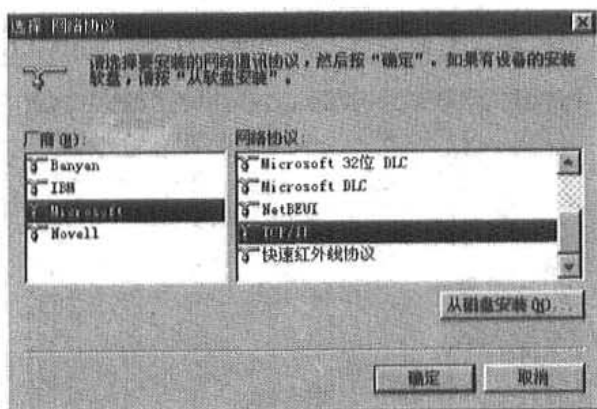 选择 网络协议
请选择要安装的网络通讯协议，然后按“确定”。如果有设备的安装
软盘，请按“从软盘安装”。
厂商(M):
网络协议:
Banyan
IBM
Microsoft
Novell
Microsoft 32位 DLC
Microsoft DLC
NetBEUI
TCP/IP
快速红外线协议
从磁盘安装(H)...
确定
取消